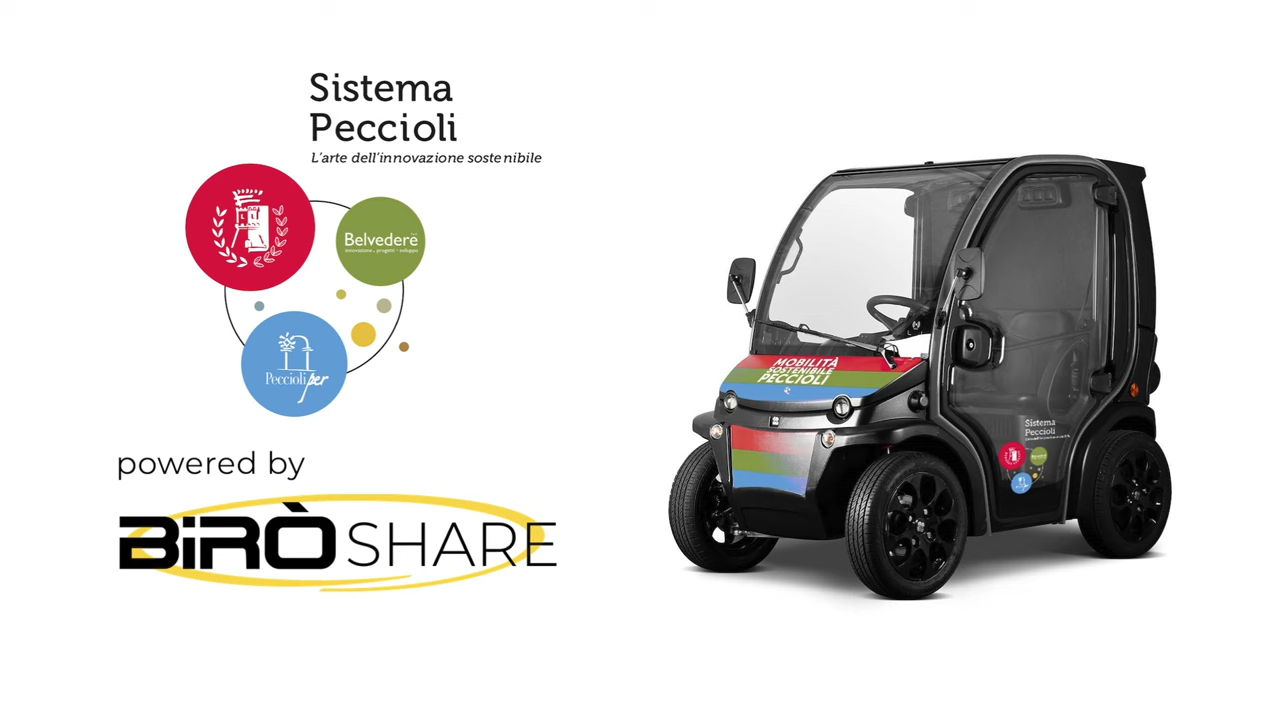 Sistema
Peccioli
L'arte dell'innovazione sostenibile
Belvedere
innovazione • progetti • sviluppo
Peccioli per
powered by
BiRÒ SHARE
MOBILITÀ
SOSTENIBILE
PECCIOLI
Sistema
Peccioli
Belvedere